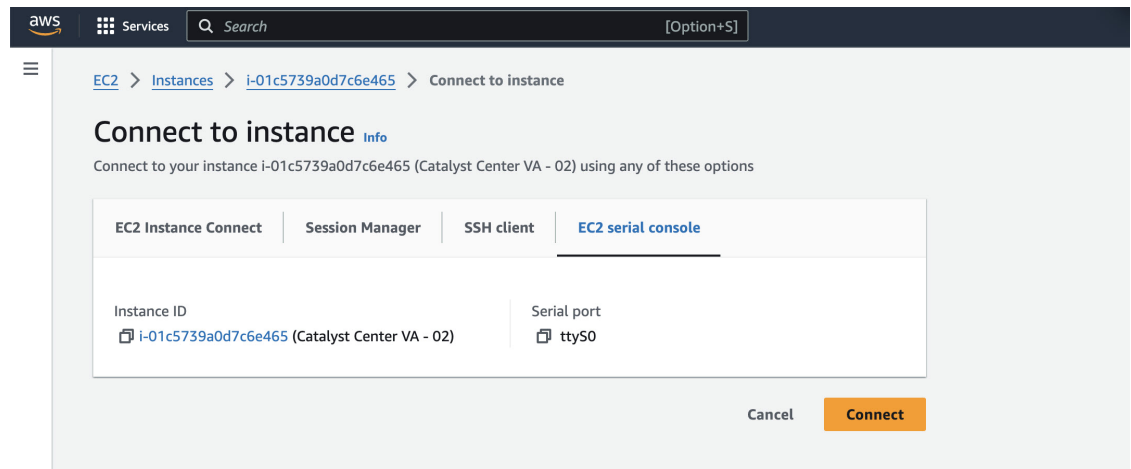 aws Services Search [Option+S]
EC2 > Instances > i-01c5739a0d7c6e465 > Connect to instance
Connect to instance Info
Connect to your instance i-01c5739a0d7c6e465 (Catalyst Center VA - 02) using any of these options
EC2 Instance Connect Session Manager SSH client EC2 serial console
Instance ID Serial port
i-01c5739a0d7c6e465 (Catalyst Center VA - 02) ttyS0
Cancel Connect